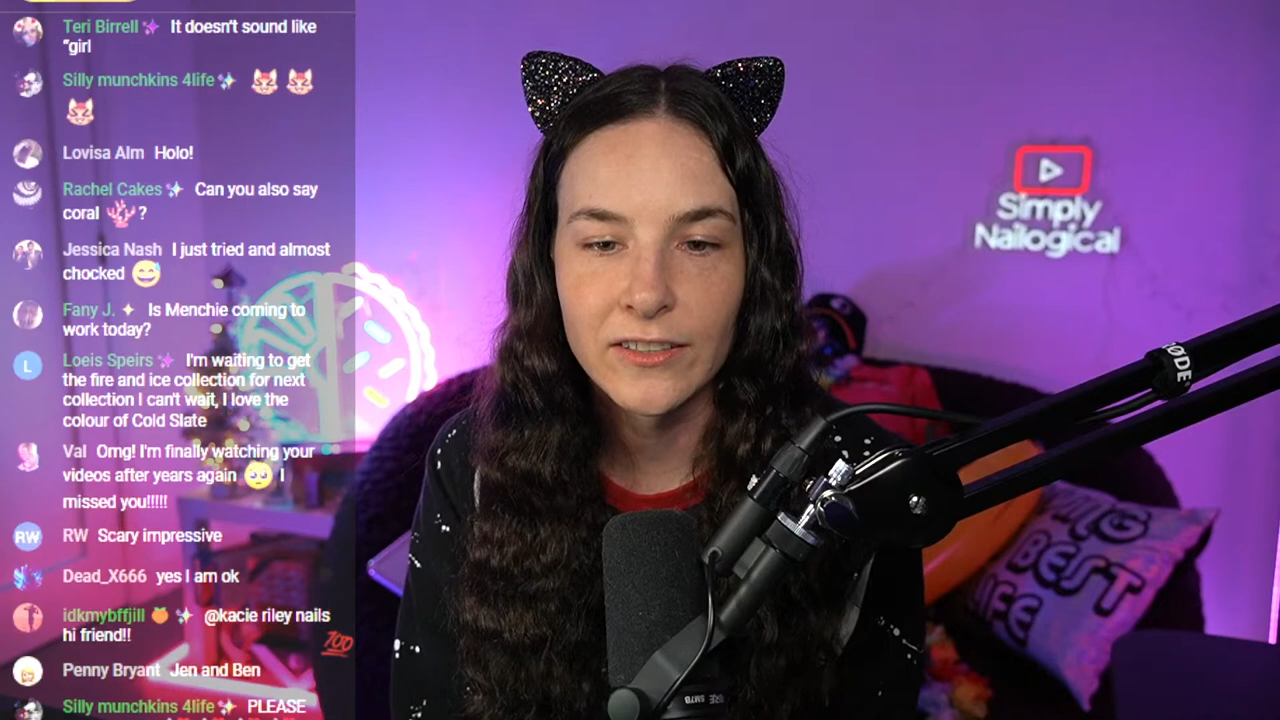 Teri Birrell It doesn't sound like
"girl
Silly munchkins 4life
Lovisa Alm Holo!
Rachel Cakes Can you also say
coral ?
Jessica Nash I just tried and almost
chocked
Fany J. Is Menchie coming to
work today?
L Loeis Speirs I'm waiting to get
the fire and ice collection for next
collection I can't wait, I love the
colour of Cold Slate
Val Omg! I'm finally watching your
videos after years again I
missed you!!!!!
RW RW Scary impressive
Dead_X666 yes I am ok
idkmybffjill @kacie riley nails
hi friend!!
100
Penny Bryant Jen and Ben
Silly munchkins 4life PLEASE
Simply
Nailogical
RØDE
SM7B
BEST